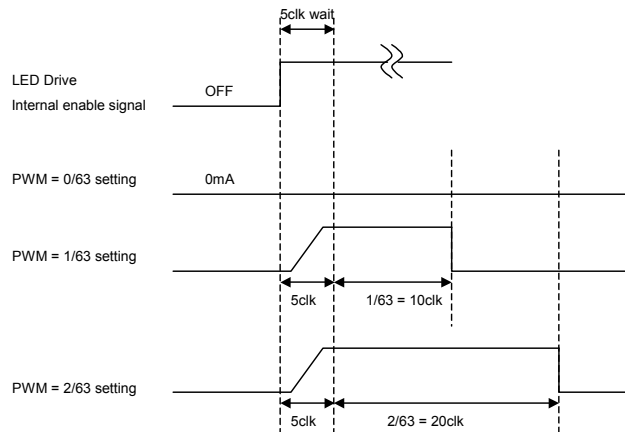 5clk wait
LED Drive
OFF
Internal enable signal
PWM = 0/63 setting
0mA
PWM = 1/63 setting
5clk
1/63 = 10clk
PWM = 2/63 setting
5clk
2/63 = 20clk